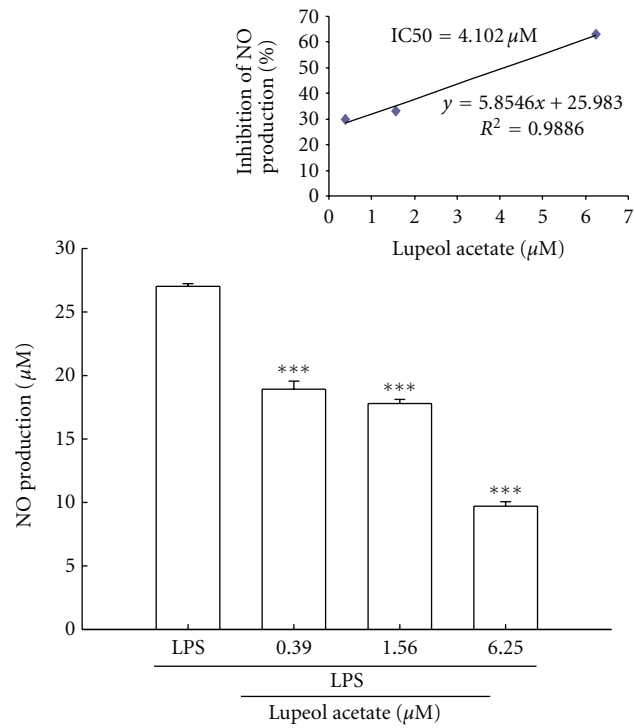 70
60
50
40
30
20
10
0
Inhibition of NO
production (%)
IC50 = 4.102 μM
y = 5.8546x + 25.983
R² = 0.9886
0 1 2 3 4 5 6 7
Lupeol acetate (μM)
30
25
20
15
10
5
0
NO production (μM)
***
***
***
LPS 0.39 1.56 6.25
LPS
Lupeol acetate (μM)